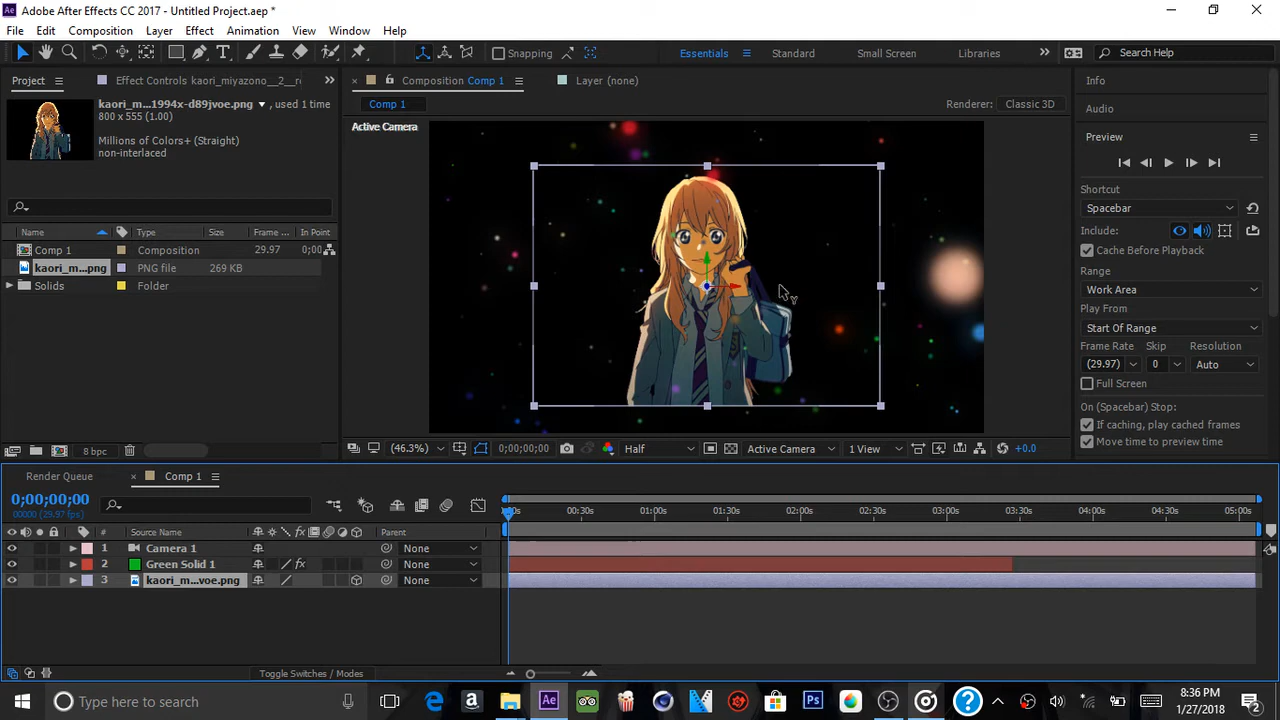 Adobe After Effects CC 2017 - Untitled Project.aep *
File Edit Composition Layer Effect Animation View Window Help
Snapping Essentials Standard Small Screen Libraries Search Help
Project Effect Controls kaori_miyazono__2__re Composition Comp 1 Layer (none) Info
kaori_m...1994x-d89jvoe.png , used 1 time
800 x 555 (1.00)
Millions of Colors+ (Straight)
non-interlaced
Comp 1 Renderer: Classic 3D
Active Camera
Audio
Preview
Shortcut
Spacebar
Include:
Cache Before Playback
Range
Work Area
Play From
Start Of Range
Frame Rate Skip Resolution
(29.97) 0 Auto
Full Screen
On (Spacebar) Stop:
If caching, play cached frames
Move time to preview time
Name Type Size Frame ... In Point
Comp 1 Composition 29.97 0;00
kaori_m...png PNG file 269 KB
Solids Folder
8 bpc
(46.3%) 0;00;00;00 Half Active Camera 1 View +0.0
Render Queue Comp 1
0;00;00;00
00000 (29.97 fps)
00:30s 01:00s 01:30s 02:00s 02:30s 03:00s 03:30s 04:00s 04:30s 05:00s
# Source Name Parent
1 Camera 1 None
2 Green Solid 1 None
3 kaori_m...voe.png None
Toggle Switches / Modes
Type here to search
8:36 PM
1/27/2018
2